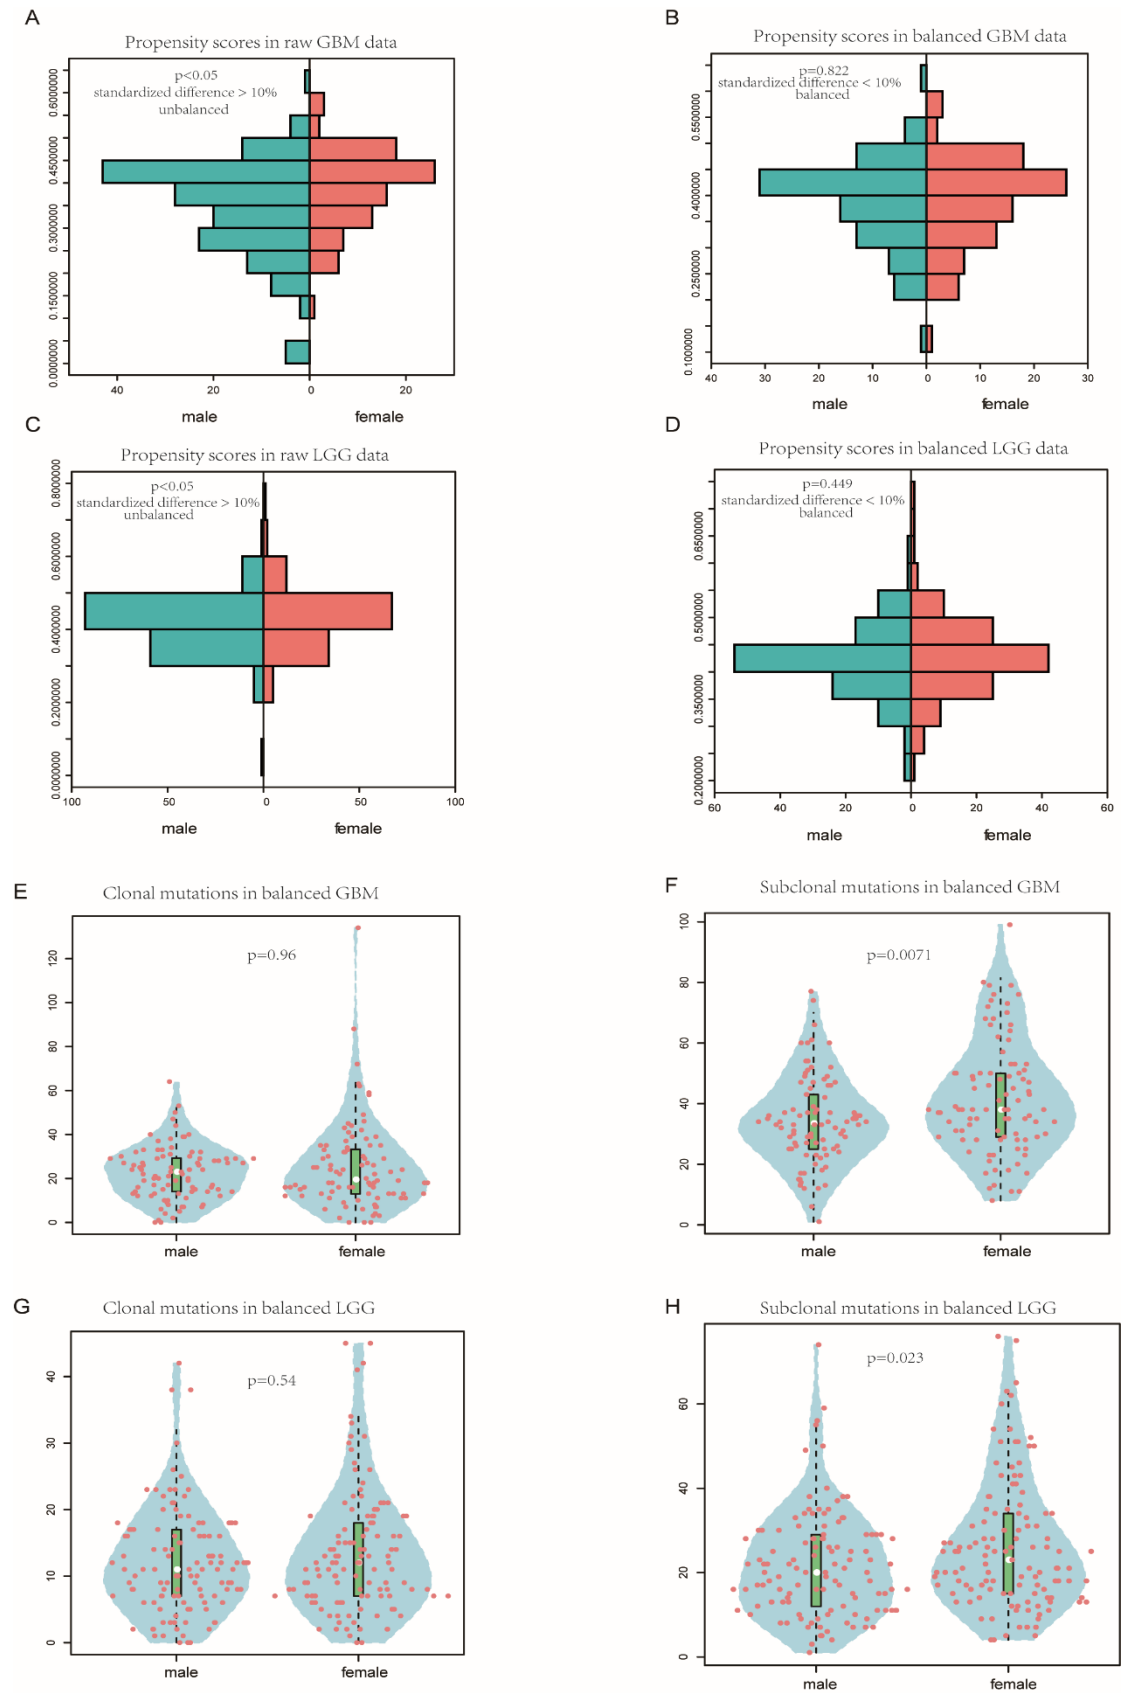 A
Propensity scores in raw GBM data
p<0.05
standardized difference > 10%
unbalanced
0.6000000
0.4500000
0.3000000
0.1500000
0.0000000
40 20 0 20
male female
B
Propensity scores in balanced GBM data
p=0.822
standardized difference < 10%
balanced
0.5500000
0.4000000
0.2500000
0.1000000
40 30 20 10 0 10 20 30
male female
C
Propensity scores in raw LGG data
p<0.05
standardized difference > 10%
unbalanced
0.8000000
0.6000000
0.4000000
0.2000000
0.0000000
100 50 0 50 100
male female
D
Propensity scores in balanced LGG data
p=0.449
standardized difference < 10%
balanced
0.6500000
0.5000000
0.3500000
0.2000000
60 40 20 0 20 40 60
male female
E
Clonal mutations in balanced GBM
p=0.96
120
100
80
60
40
20
0
male female
F
Subclonal mutations in balanced GBM
p=0.0071
100
80
60
40
20
0
male female
G
Clonal mutations in balanced LGG
p=0.54
40
30
20
10
0
male female
H
Subclonal mutations in balanced LGG
p=0.023
60
40
20
0
male female